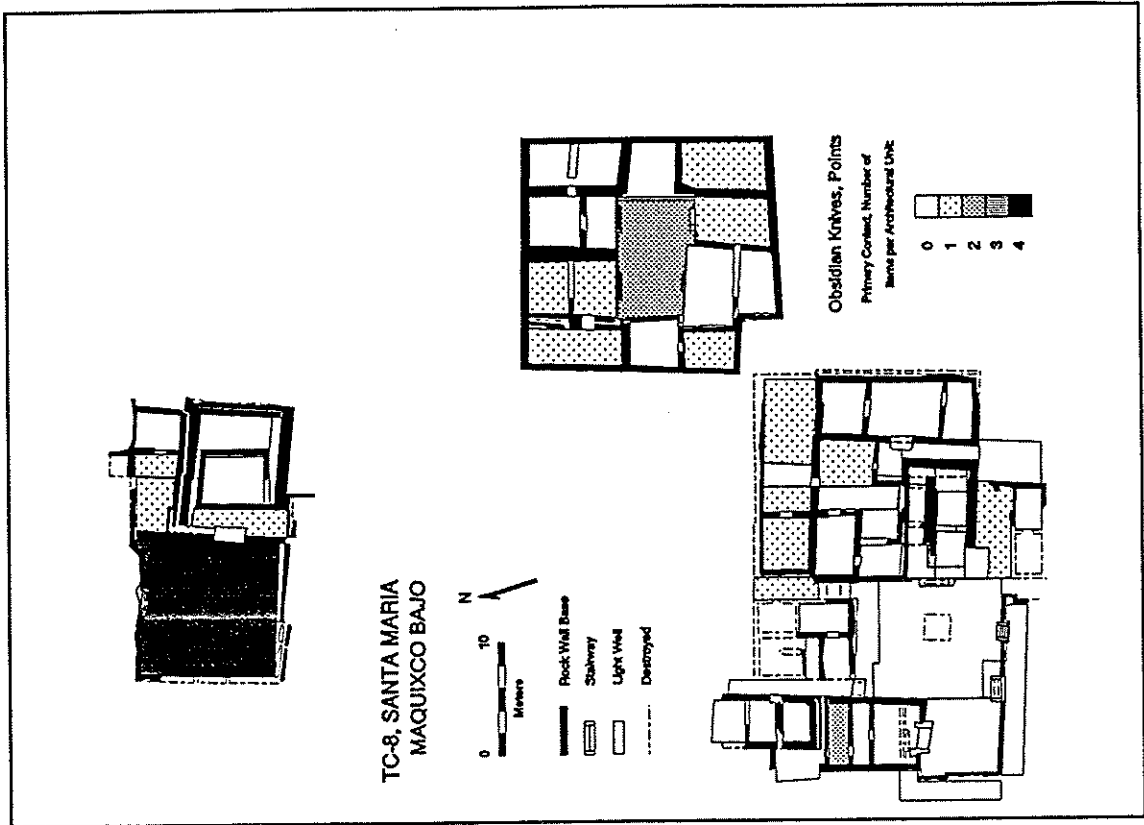 TC-8, SANTA MARIA
MAQUIXCO BAJO
N
0 10
Meters
Rock Wall Base
Stairway
Light Well
Destroyed
Obsidian Knives, Points
Primary Context, Number of
Items per Architectural Unit:
0
1
2
3
4